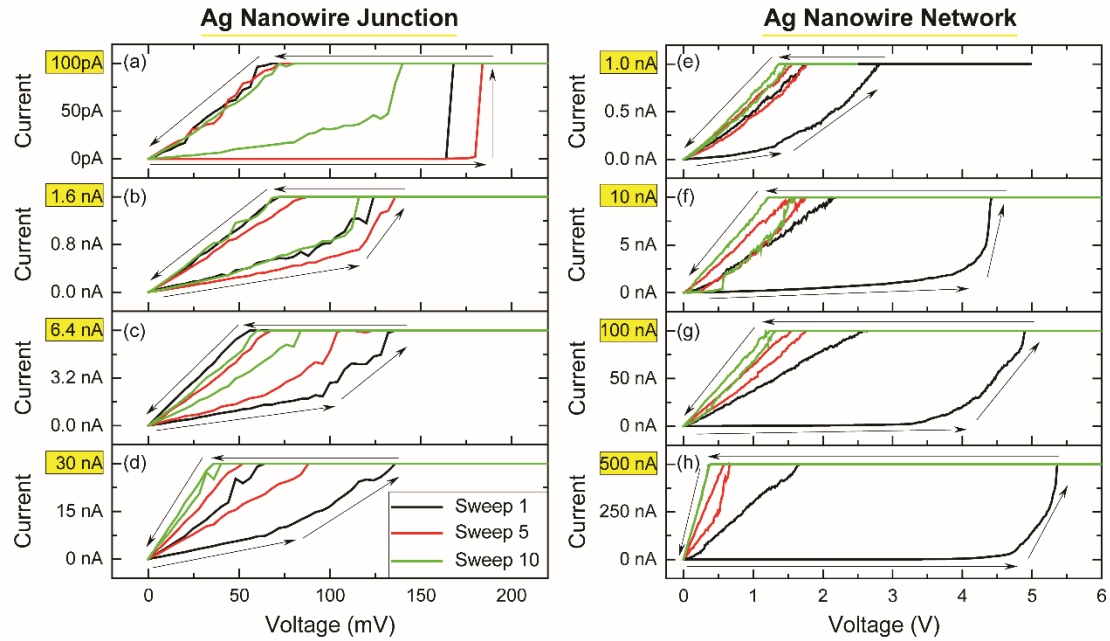 Ag Nanowire Junction
100pA
50pA
0pA
Current
(a)
1.6 nA
0.8 nA
0.0 nA
Current
(b)
6.4 nA
3.2 nA
0.0 nA
Current
(c)
30 nA
15 nA
0 nA
Current
(d)
Sweep 1
Sweep 5
Sweep 10
0 50 100 150 200
Voltage (mV)
Ag Nanowire Network
1.0 nA
0.5 nA
0.0 nA
Current
(e)
10 nA
5 nA
0 nA
Current
(f)
100 nA
50 nA
0 nA
Current
(g)
500 nA
250 nA
0 nA
Current
(h)
0 1 2 3 4 5 6
Voltage (V)